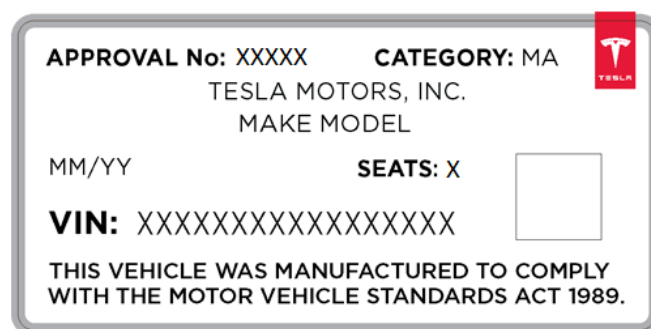 APPROVAL No: XXXXX CATEGORY: MA
TESLA
TESLA MOTORS, INC.
MAKE MODEL
MM/YY SEATS: X
VIN: XXXXXXXXXXXXXXXXX
THIS VEHICLE WAS MANUFACTURED TO COMPLY
WITH THE MOTOR VEHICLE STANDARDS ACT 1989.